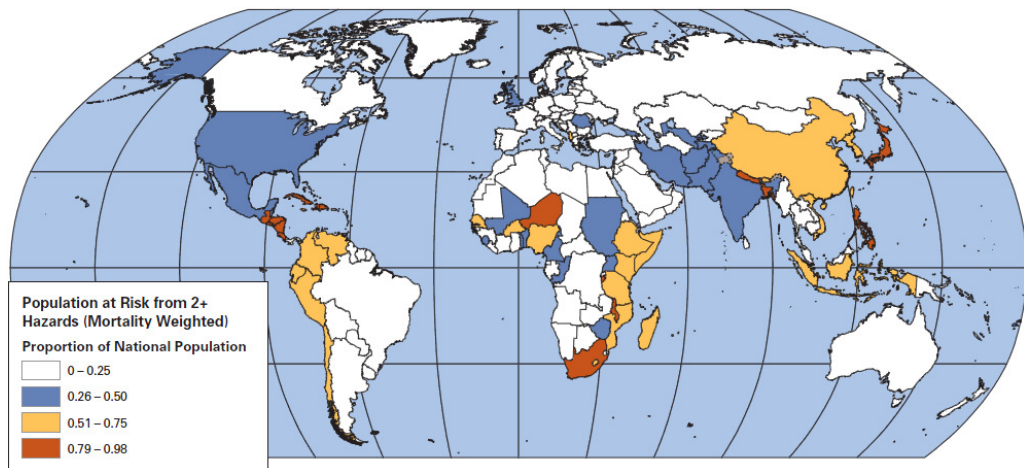 Population at Risk from 2+
Hazards (Mortality Weighted)
Proportion of National Population
0 – 0.25
0.26 – 0.50
0.51 – 0.75
0.79 – 0.98